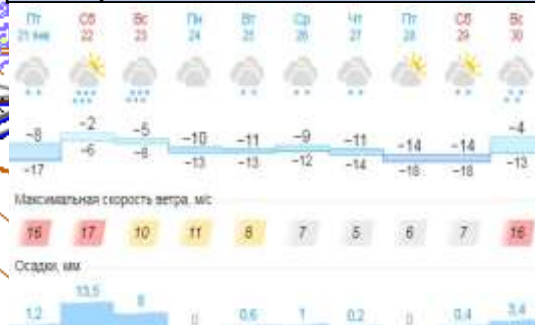 Пт Сб Вс Пн Вт Ср Чт Пт Сб Вс
21 янв 22 23 24 25 26 27 28 29 30
−8 −2 −5 −10 −11 −9 −11 −14 −14 −4
−17 −6 −8 −13 −13 −12 −14 −18 −18 −13
Максимальная скорость ветра, м/с
16 17 10 11 8 7 5 6 7 16
Осадки, мм
1,2 13,5 8 0 0,6 1 0,2 0 0,4 3,4